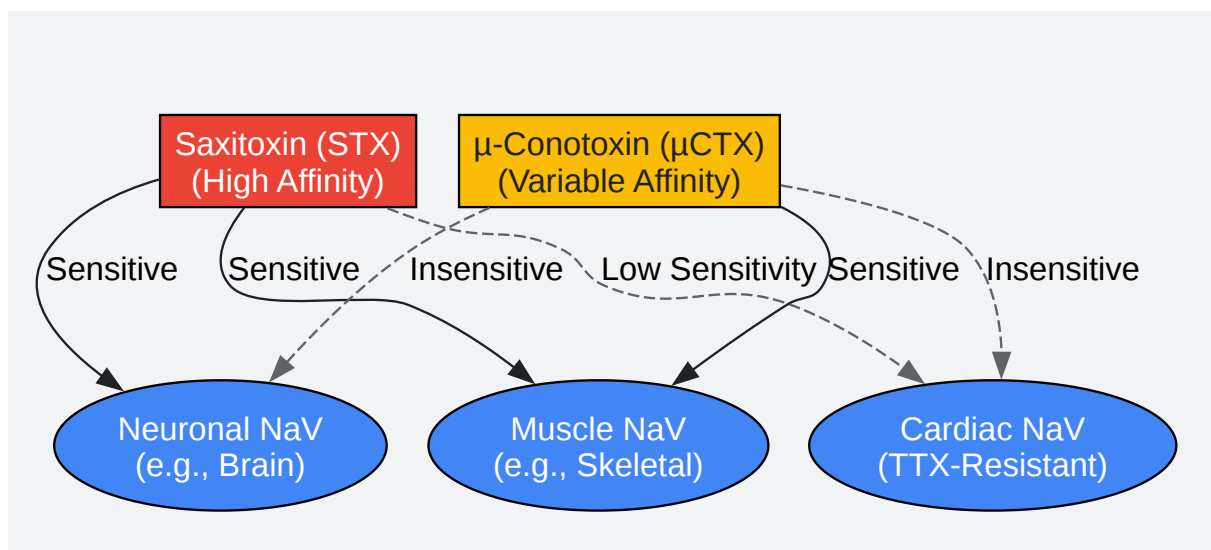 Saxitoxin (STX)
(High Affinity)
µ-Conotoxin (µCTX)
(Variable Affinity)
Sensitive
Sensitive
Insensitive
Low Sensitivity
Sensitive
Insensitive
Neuronal NaV
(e.g., Brain)
Muscle NaV
(e.g., Skeletal)
Cardiac NaV
(TTX-Resistant)